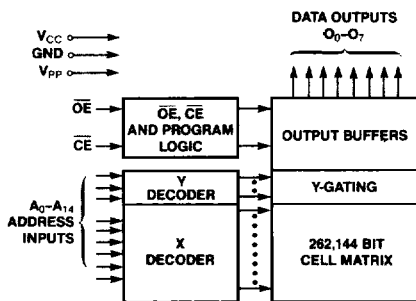 DATA OUTPUTS
O0–O7
VCC
GND
VPP
OE
CE
OE, CE
AND PROGRAM
LOGIC
OUTPUT BUFFERS
A0–A14
ADDRESS
INPUTS
Y
DECODER
Y-GATING
X
DECODER
262,144 BIT
CELL MATRIX